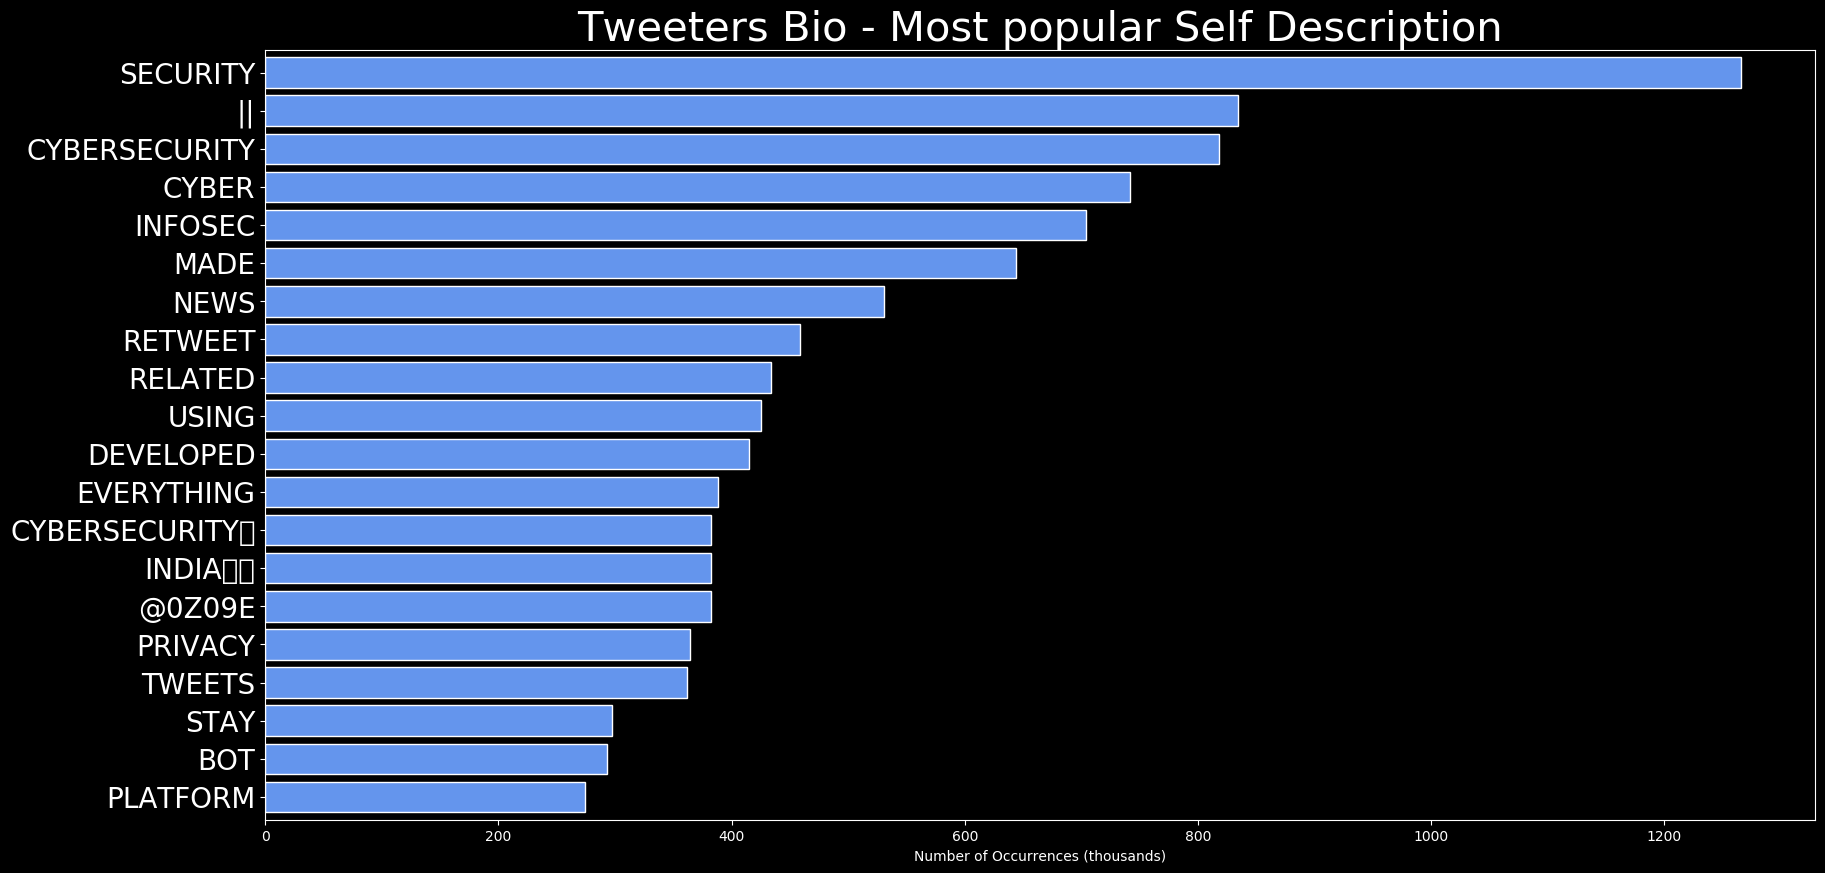 Tweeters Bio - Most popular Self Description
SECURITY
||
CYBERSECURITY
CYBER
INFOSEC
MADE
NEWS
RETWEET
RELATED
USING
DEVELOPED
EVERYTHING
CYBERSECURITY▯
INDIA▯▯
@0Z09E
PRIVACY
TWEETS
STAY
BOT
PLATFORM
0 200 400 600 800 1000 1200
Number of Occurrences (thousands)